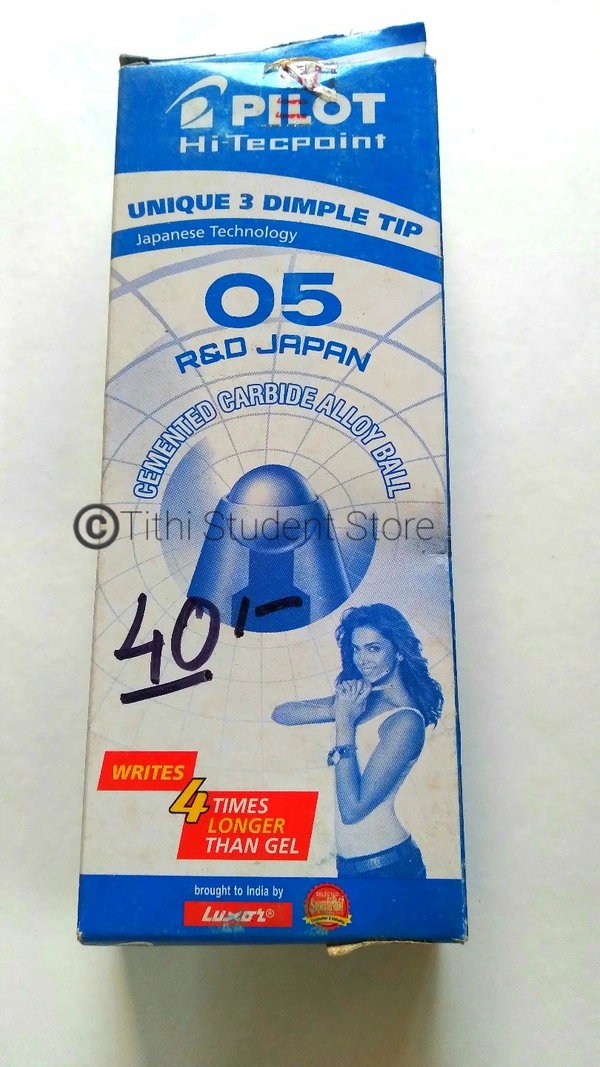 PILOT
Hi-Tecpoint
UNIQUE 3 DIMPLE TIP
Japanese Technology
05
R&D JAPAN
CEMENTED CARBIDE ALLOY BALL
©Tithi Student Store
40/-
WRITES
4 TIMES
LONGER
THAN GEL
brought to India by
Luxor®